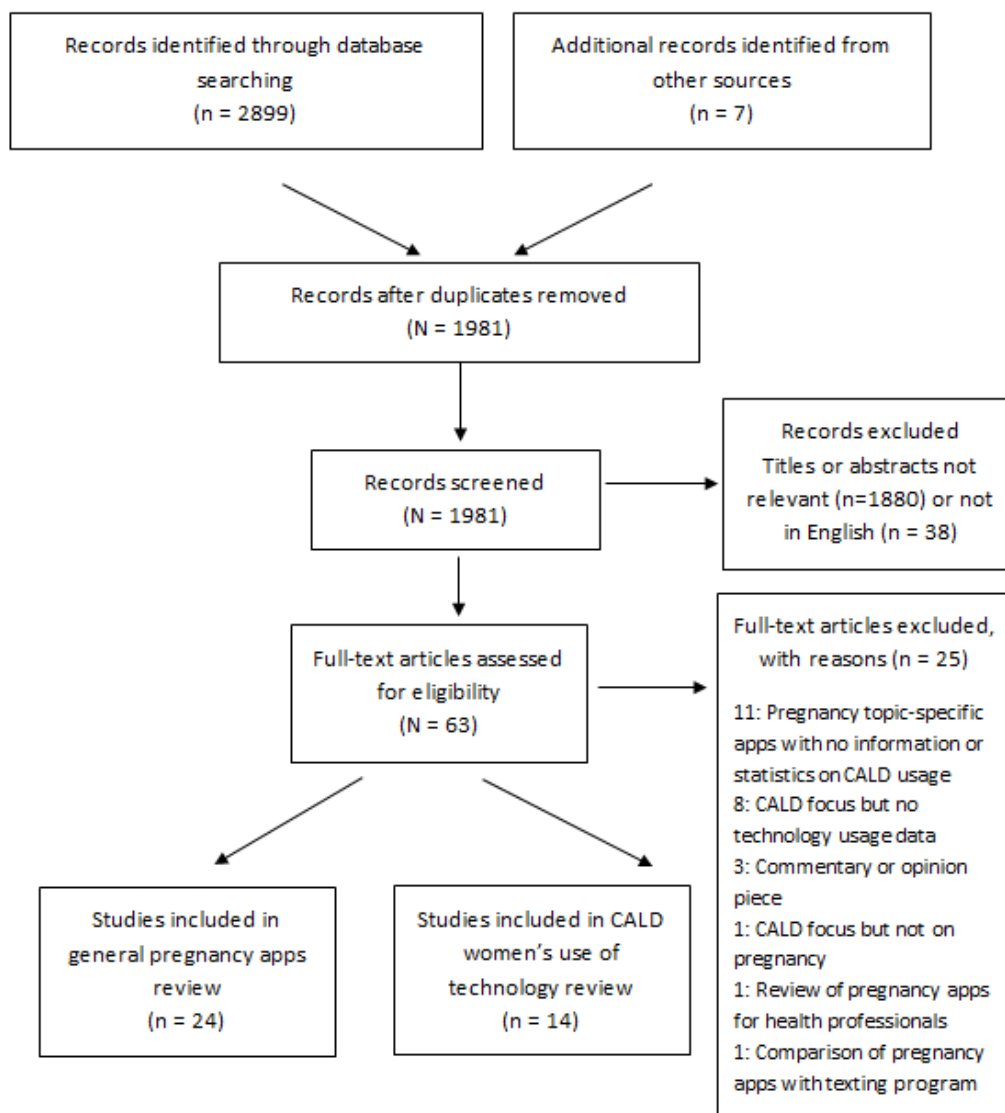 Records identified through database
searching
(n = 2899)
Additional records identified from
other sources
(n = 7)
Records after duplicates removed
(N = 1981)
Records screened
(N = 1981)
Records excluded
Titles or abstracts not
relevant (n=1880) or not
in English (n = 38)
Full-text articles assessed
for eligibility
(N = 63)
Full-text articles excluded,
with reasons (n = 25)
11: Pregnancy topic-specific
apps with no information or
statistics on CALD usage
8: CALD focus but no
technology usage data
3: Commentary or opinion
piece
1: CALD focus but not on
pregnancy
1: Review of pregnancy apps
for health professionals
1: Comparison of pregnancy
apps with texting program
Studies included in
general pregnancy apps
review
(n = 24)
Studies included in CALD
women's use of
technology review
(n = 14)